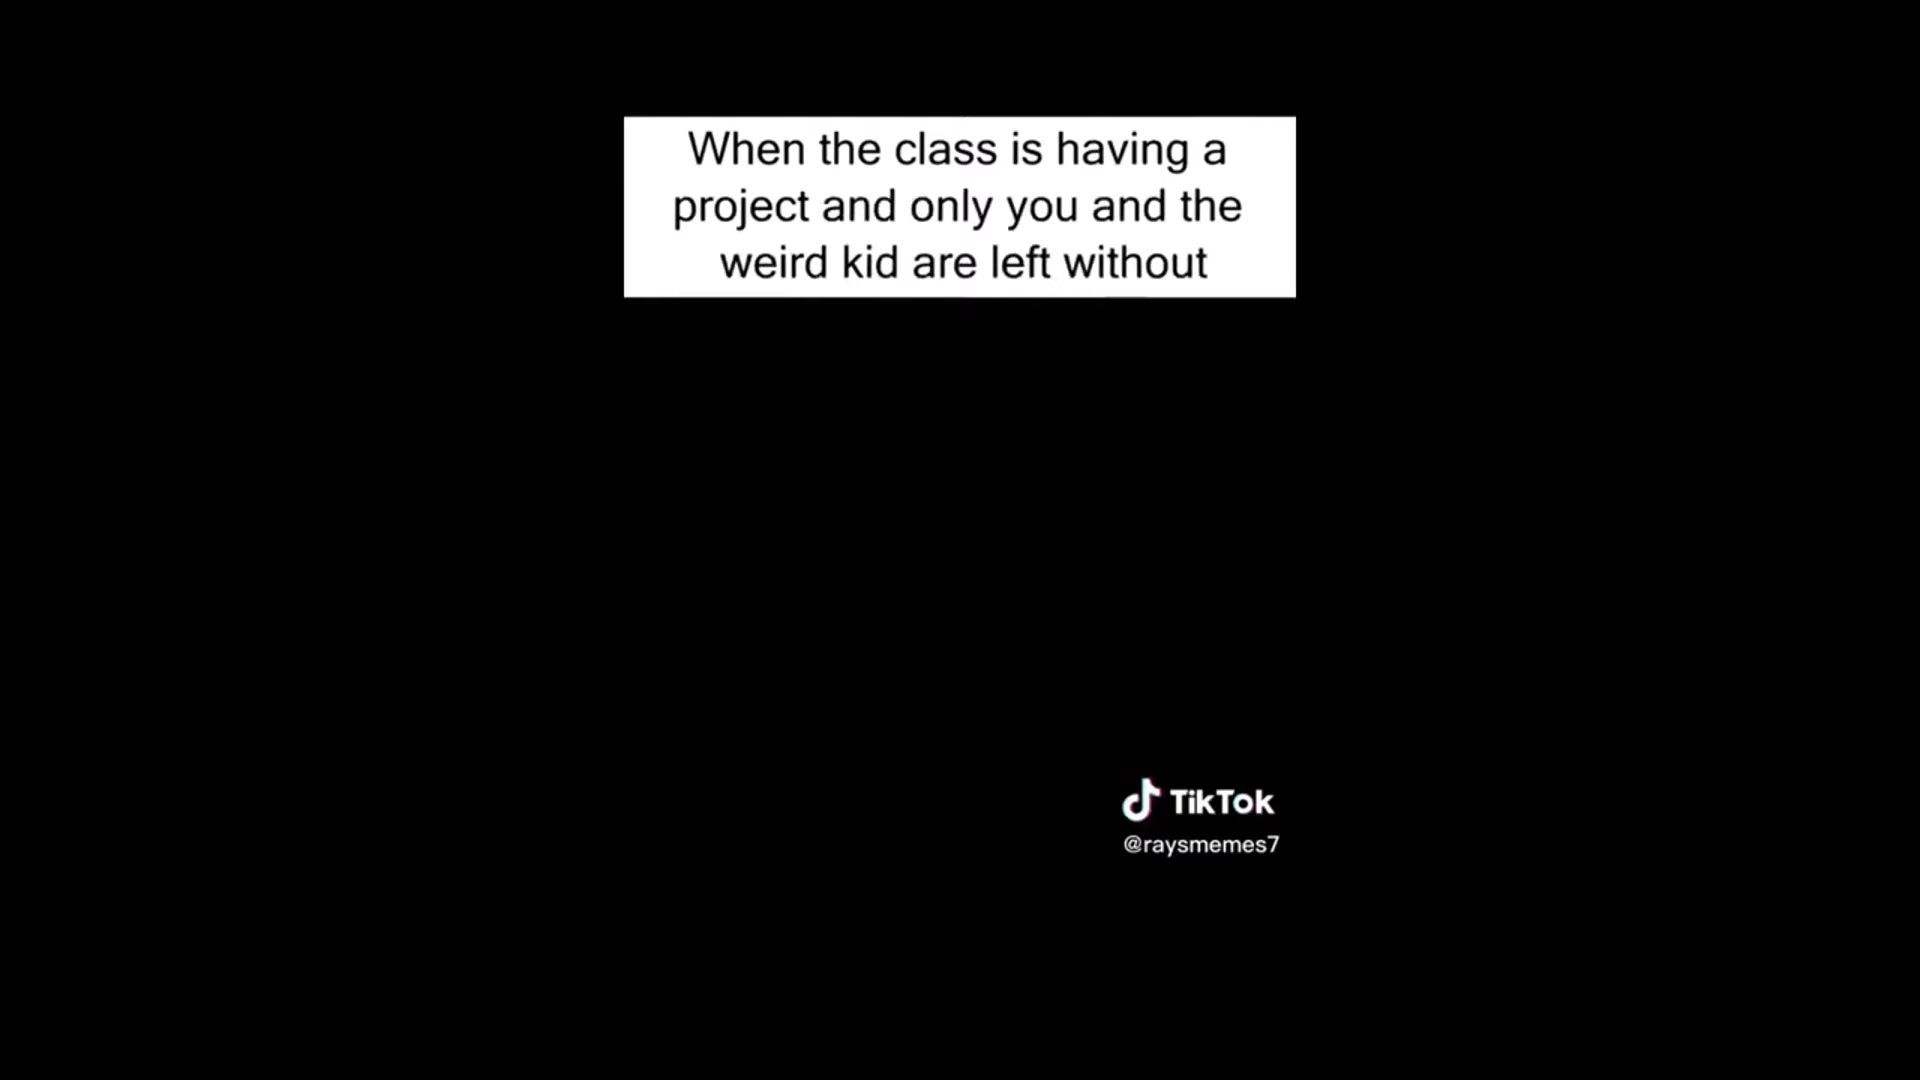 When the class is having a
project and only you and the
weird kid are left without
TikTok
@raysmemes7